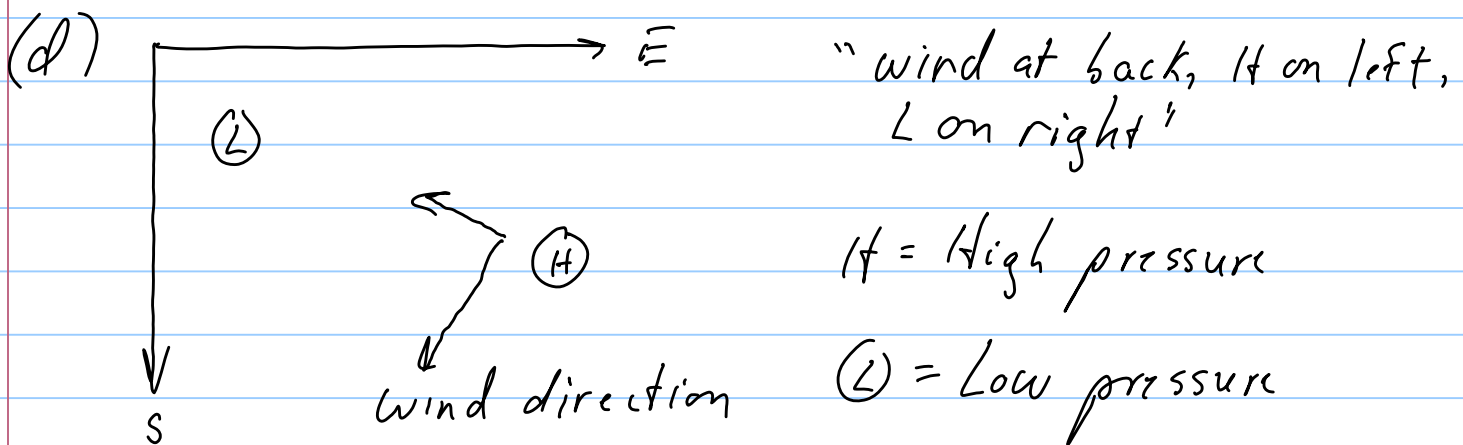 (d)
E
"wind at back, H on left,
L on right"
L
H
H = High pressure
L = Low pressure
wind direction
S